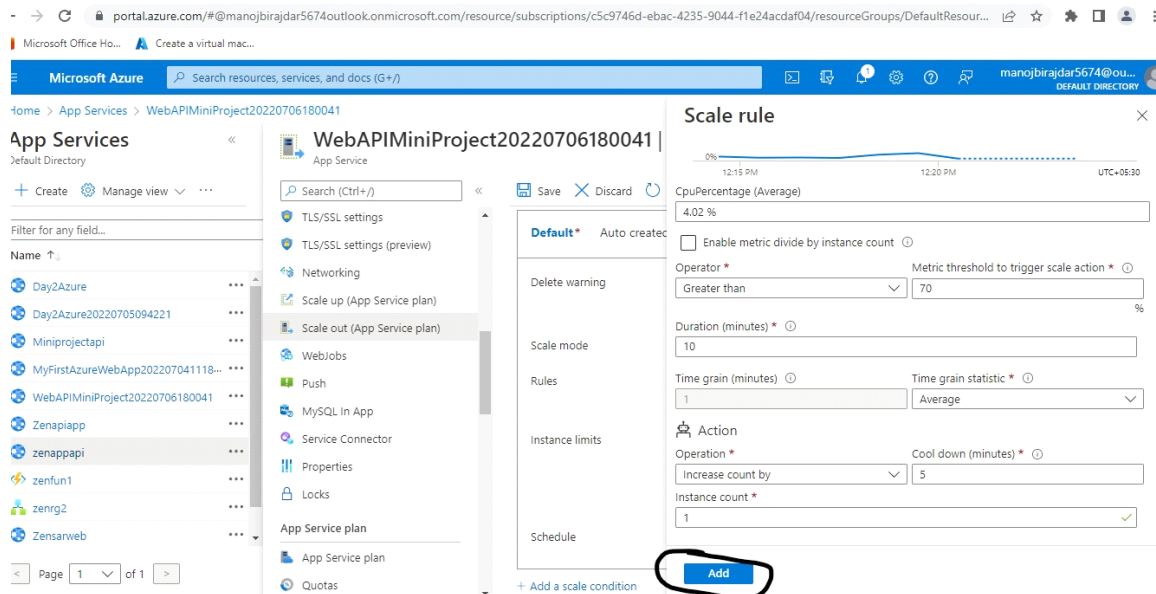 portal.azure.com/#@manojbirajdar5674outlook.onmicrosoft.com/resource/subscriptions/c5c9746d-ebac-4235-9044-f1e24acdaf04/resourceGroups/DefaultResour...
Microsoft Office Ho...
Create a virtual mac...
Microsoft Azure
Search resources, services, and docs (G+/)
1
manojbirajdar5674@ou...
DEFAULT DIRECTORY
Home > App Services > WebAPIMiniProject20220706180041
App Services
Default Directory
+ Create
Manage view
...
Filter for any field...
Name ↑↓
Day2Azure
Day2Azure20220705094221
Miniprojectapi
MyFirstAzureWebApp202207041118...
WebAPIMiniProject20220706180041
Zenapiapp
zenappapi
zenfun1
zenrg2
Zensarweb
< Page 1 of 1 >
WebAPIMiniProject20220706180041 |
App Service
Search (Ctrl+/)
«
TLS/SSL settings
TLS/SSL settings (preview)
Networking
Scale up (App Service plan)
Scale out (App Service plan)
WebJobs
Push
MySQL In App
Service Connector
Properties
Locks
App Service plan
App Service plan
Quotas
Save
Discard
Default* Auto created
Delete warning
Scale mode
Rules
Instance limits
Schedule
+ Add a scale condition
Scale rule
0%
12:15 PM 12:20 PM UTC+05:30
CpuPercentage (Average)
4.02 %
Enable metric divide by instance count
Operator *
Greater than
Metric threshold to trigger scale action *
70
%
Duration (minutes) *
10
Time grain (minutes)
1
Time grain statistic *
Average
Action
Operation *
Increase count by
Cool down (minutes) *
5
Instance count *
1
Add